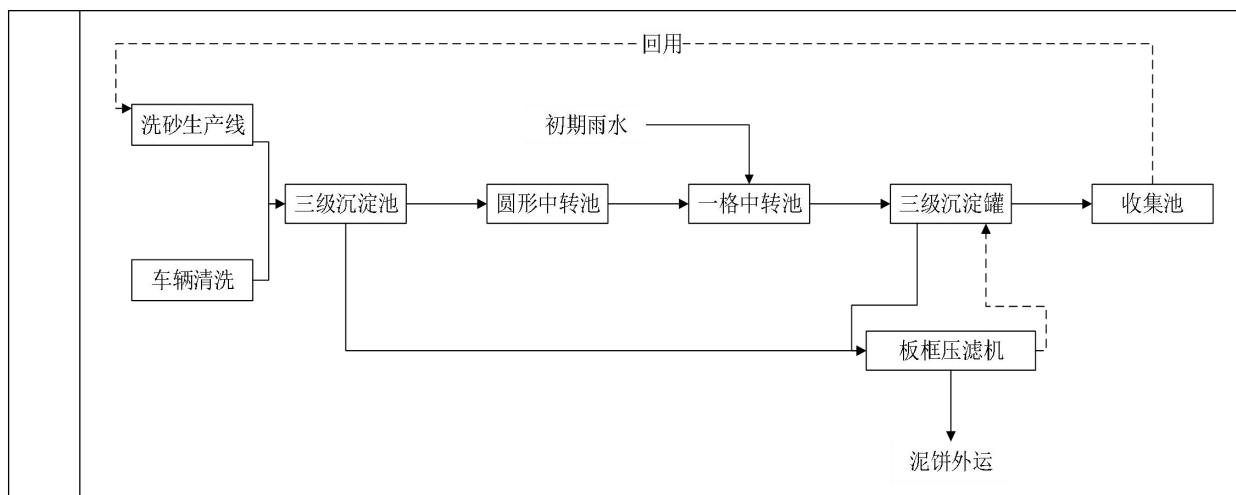 回用
洗砂生产线
初期雨水
三级沉淀池
圆形中转池
一格中转池
三级沉淀罐
收集池
车辆清洗
板框压滤机
泥饼外运